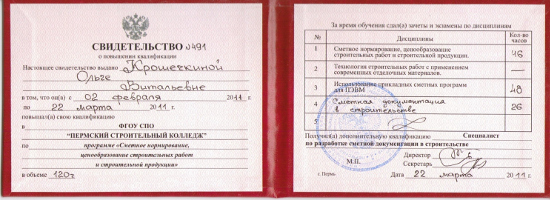 СВИДЕТЕЛЬСТВО 0491
о повышении квалификации
Настоящее свидетельство выдано Крошечкиной
Ольге
Витальевне
в том, что он(а) с 02 февраля 2011 г.
по 22 марта 2011 г.
повышал(а) свою квалификацию в
ФГОУ СПО
"ПЕРМСКИЙ СТРОИТЕЛЬНЫЙ КОЛЛЕДЖ"
по программе «Сметное нормирование,
ценообразование строительных работ
и строительной продукции»
в объеме 120ч
За время обучения сдал(а) зачеты и экзамены по дисциплинам
№ Дисциплины Кол-во часов
1 Сметное нормирование, ценообразование строительных работ и строительной продукции. 46
2 Технология строительных работ с применением современных отделочных материалов. —
3 Использование прикладных сметных программ для ПЭВМ 48
4 Сметная документация 26
5 в строительстве
Получил(а) дополнительную квалификацию Специалист
по разработке сметной документации в строительстве
Директор
М.П. Секретарь
г. Пермь Дата 22 марта 2011 г.